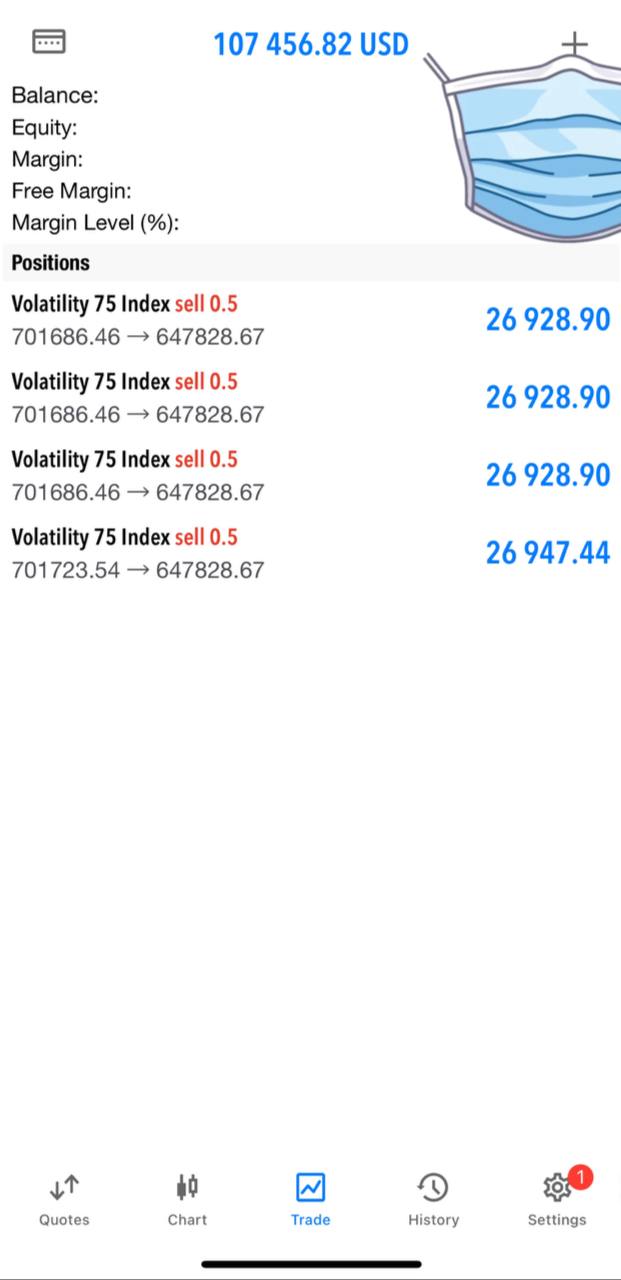 107 456.82 USD
Balance:
Equity:
Margin:
Free Margin:
Margin Level (%):
Positions
Volatility 75 Index sell 0.5
701686.46 → 647828.67
26 928.90
Volatility 75 Index sell 0.5
701686.46 → 647828.67
26 928.90
Volatility 75 Index sell 0.5
701686.46 → 647828.67
26 928.90
Volatility 75 Index sell 0.5
701723.54 → 647828.67
26 947.44
1
Quotes
Chart
Trade
History
Settings